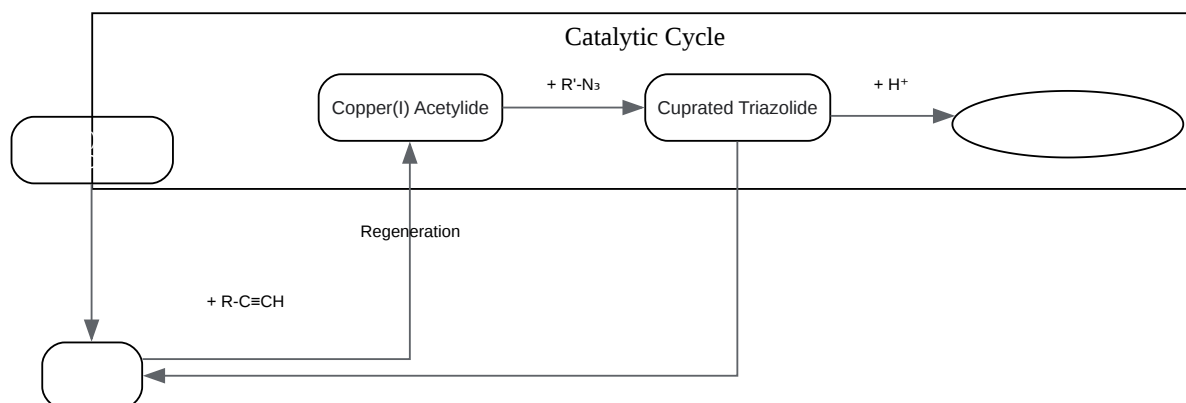 Catalytic Cycle
+ R'-N₃
+ H⁺
Copper(I) Acetylide
Cuprated Triazolide
Regeneration
+ R-C≡CH